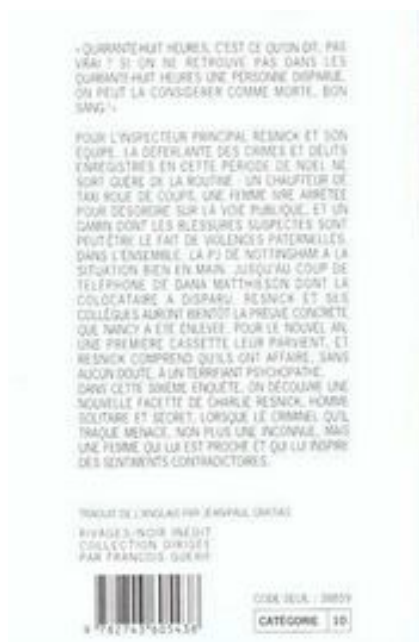 « QUARANTE-HUIT HEURES, C'EST CE QU'ON DIT, PAS
VRAI ? SI ON NE RETROUVE PAS DANS LES
QUARANTE-HUIT HEURES UNE PERSONNE DISPARUE,
ON PEUT LA CONSIDÉRER COMME MORTE, BON
SANG ! »
POUR L'INSPECTEUR PRINCIPAL RESNICK ET SON
ÉQUIPE, LA DÉFERLANTE DES CRIMES ET DÉLITS
ENREGISTRÉS EN CETTE PÉRIODE DE NOËL NE
SORT GUÈRE DE LA ROUTINE : UN CHAUFFEUR DE
TAXI ROUÉ DE COUPS, UNE FEMME IVRE ARRÊTÉE
POUR DÉSORDRE SUR LA VOIE PUBLIQUE, ET UN
GAMIN DONT LES BLESSURES SUSPECTES SONT
PEUT-ÊTRE LE FAIT DE VIOLENCES PATERNELLES.
DANS L'ENSEMBLE, LA PJ DE NOTTINGHAM A LA
SITUATION BIEN EN MAIN. JUSQU'AU COUP DE
TÉLÉPHONE DE DANA MATTHIESON DONT LA
COLOCATAIRE A DISPARU. RESNICK ET SES
COLLÈGUES AURONT BIENTÔT LA PREUVE CONCRÈTE
QUE NANCY A ÉTÉ ENLEVÉE. POUR LE NOUVEL AN,
UNE PREMIÈRE CASSETTE LEUR PARVIENT, ET
RESNICK COMPREND QU'ILS ONT AFFAIRE, SANS
AUCUN DOUTE, À UN TERRIFIANT PSYCHOPATHE.
DANS CETTE SIXIÈME ENQUÊTE, ON DÉCOUVRE UNE
NOUVELLE FACETTE DE CHARLIE RESNICK, HOMME
SOLITAIRE ET SECRET, LORSQUE LE CRIMINEL QU'IL
TRAQUE MENACE, NON PLUS UNE INCONNUE, MAIS
UNE FEMME QUI LUI EST PROCHE ET QUI LUI INSPIRE
DES SENTIMENTS CONTRADICTOIRES.
TRADUIT DE L'ANGLAIS PAR JEAN-PAUL GRATIAS
RIVAGES/NOIR INÉDIT
COLLECTION DIRIGÉE
PAR FRANÇOIS GUÉRIF
CODE SEUIL : 38859
CATÉGORIE 10
9 782743 605438